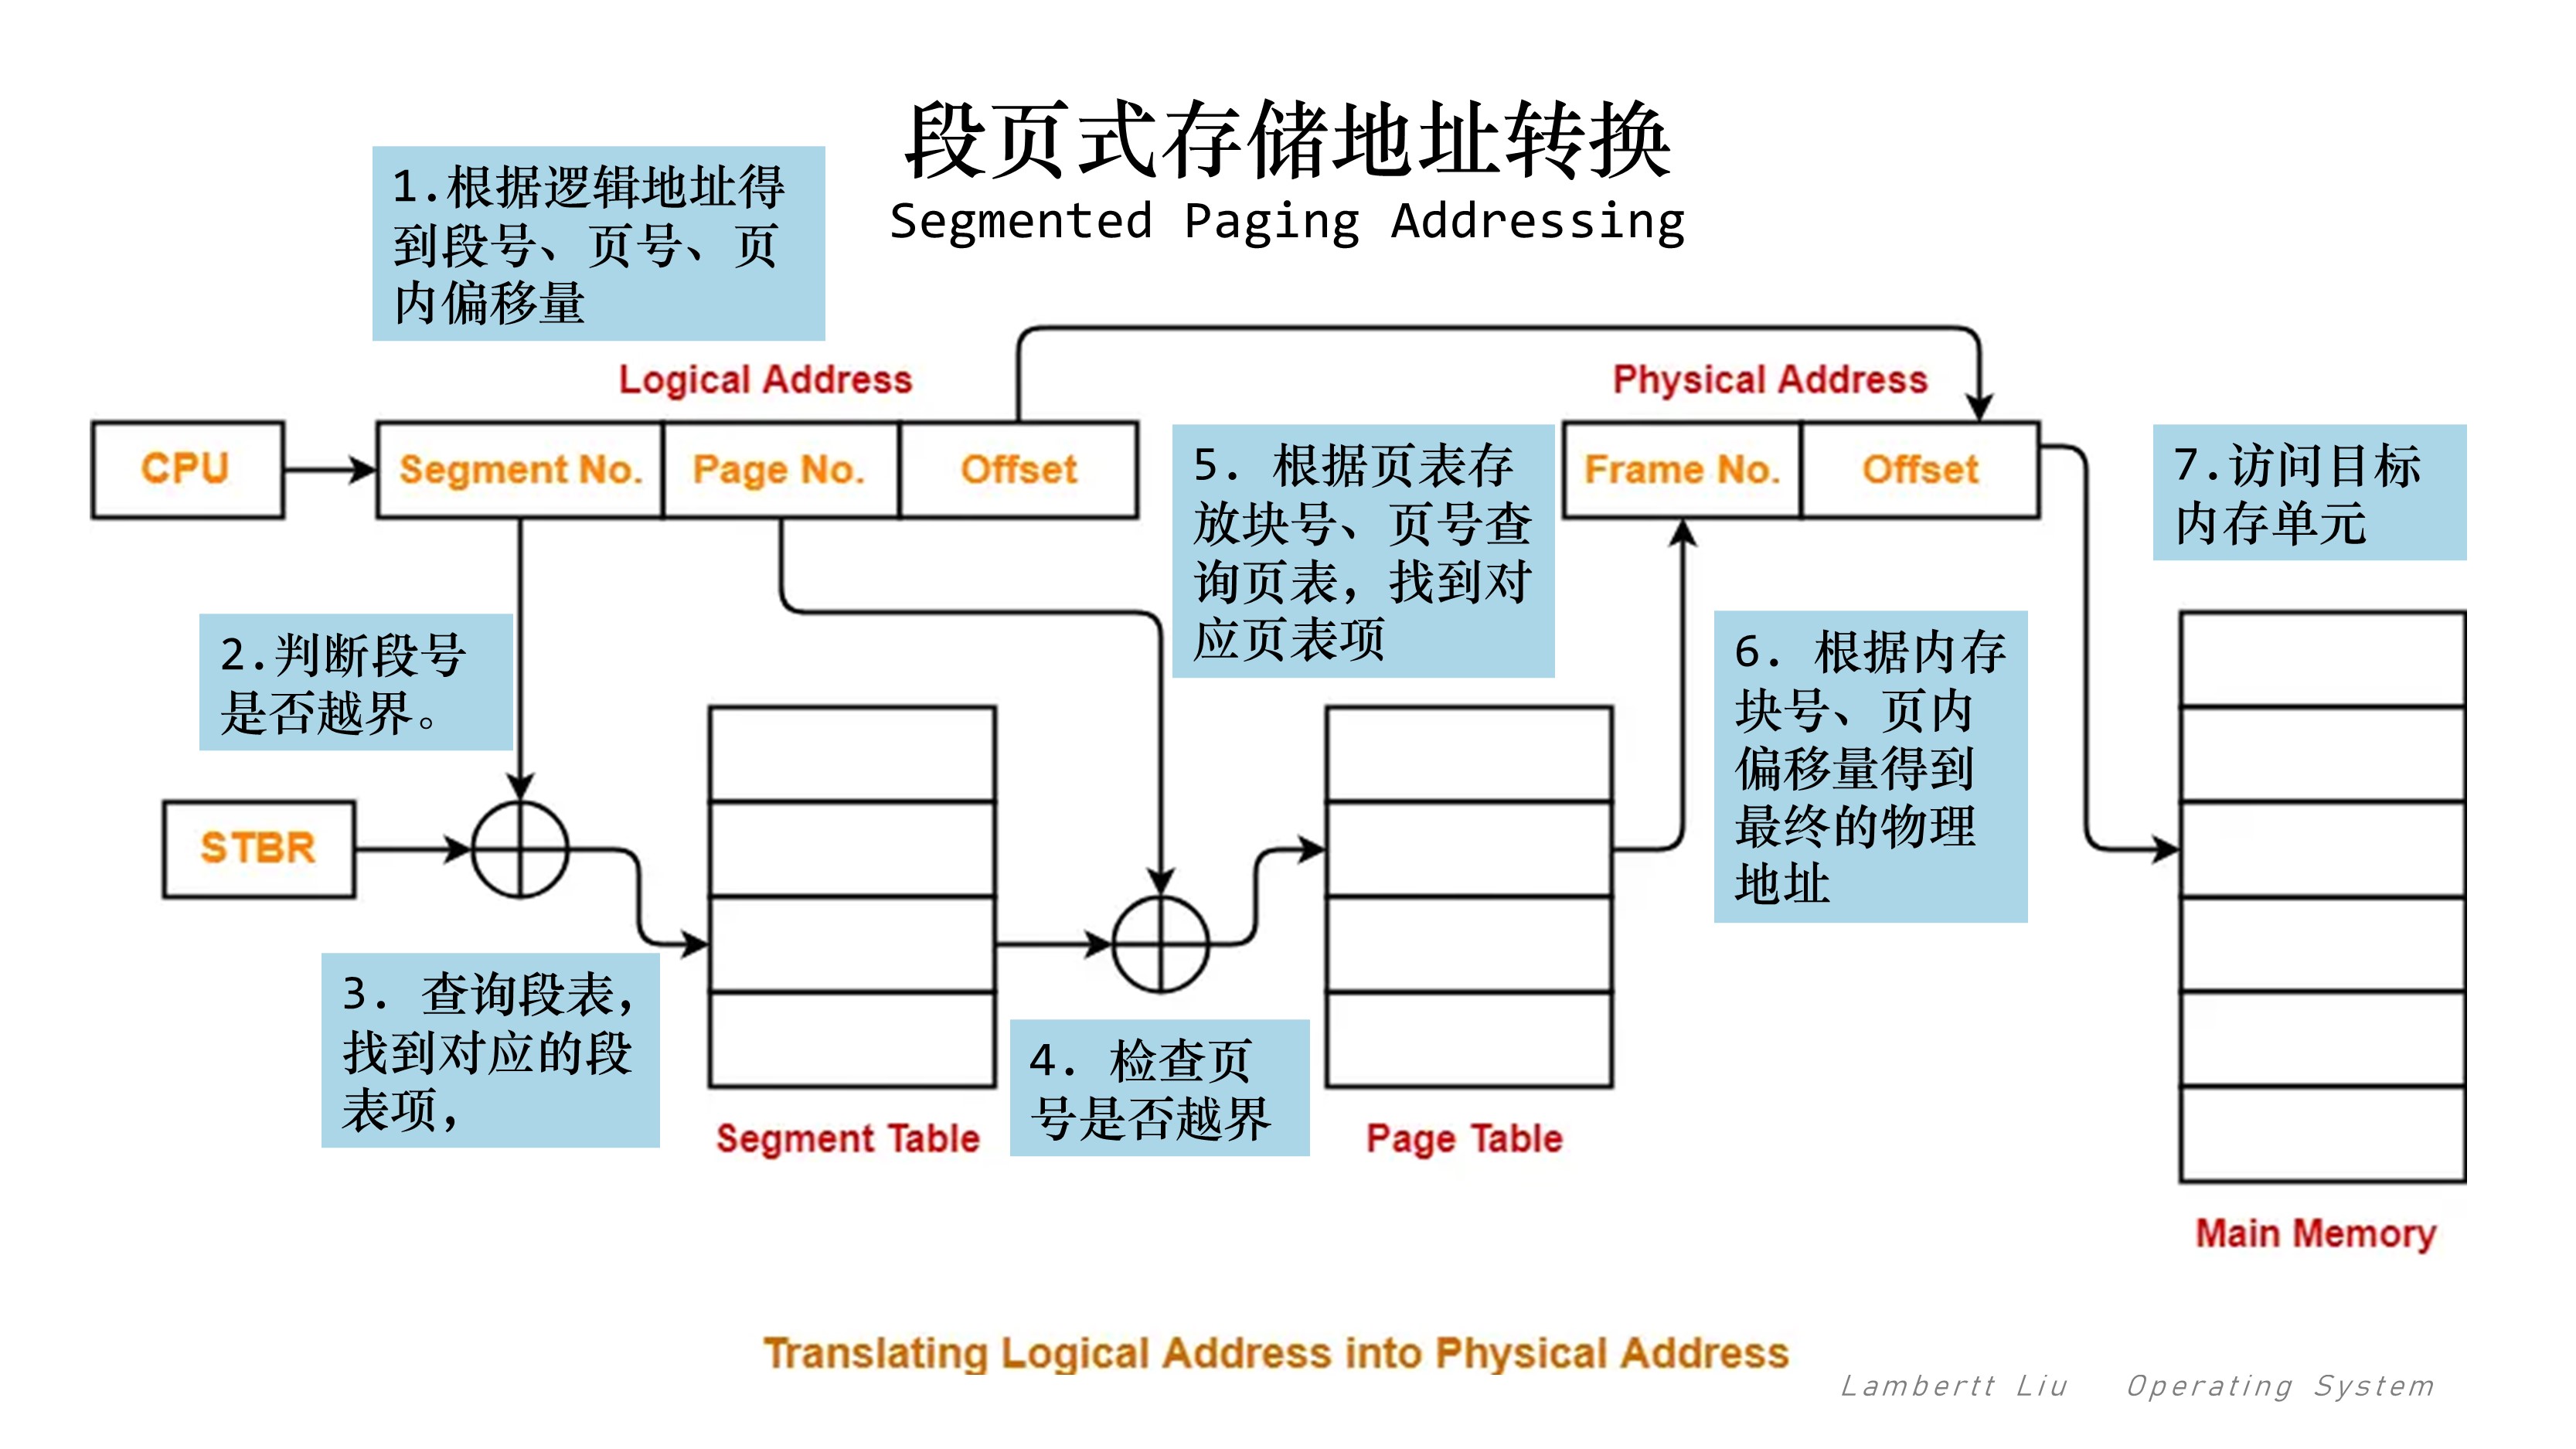 段页式存储地址转换
Segmented Paging Addressing
1.根据逻辑地址得
到段号、页号、页
内偏移量
Logical Address
Physical Address
CPU
Segment No.
Page No.
Offset
5. 根据页表存
放块号、页号查
询页表，找到对
应页表项
Frame No.
Offset
7.访问目标
内存单元
2.判断段号
是否越界。
6. 根据内存
块号、页内
偏移量得到
最终的物理
地址
STBR
3. 查询段表，
找到对应的段
表项，
4. 检查页
号是否越界
Segment Table
Page Table
Main Memory
Translating Logical Address into Physical Address
Lambertt Liu Operating System